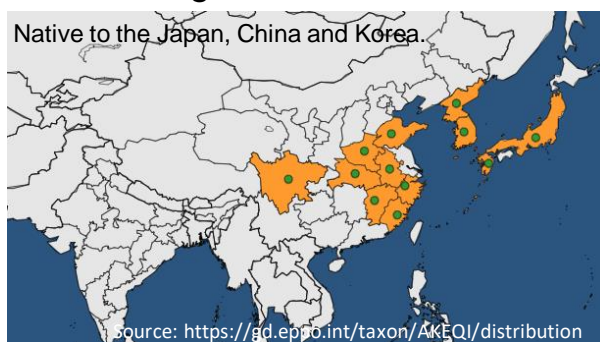 Native to the Japan, China and Korea.
Source: https://gd.eppo.int/taxon/AKEQI/distribution